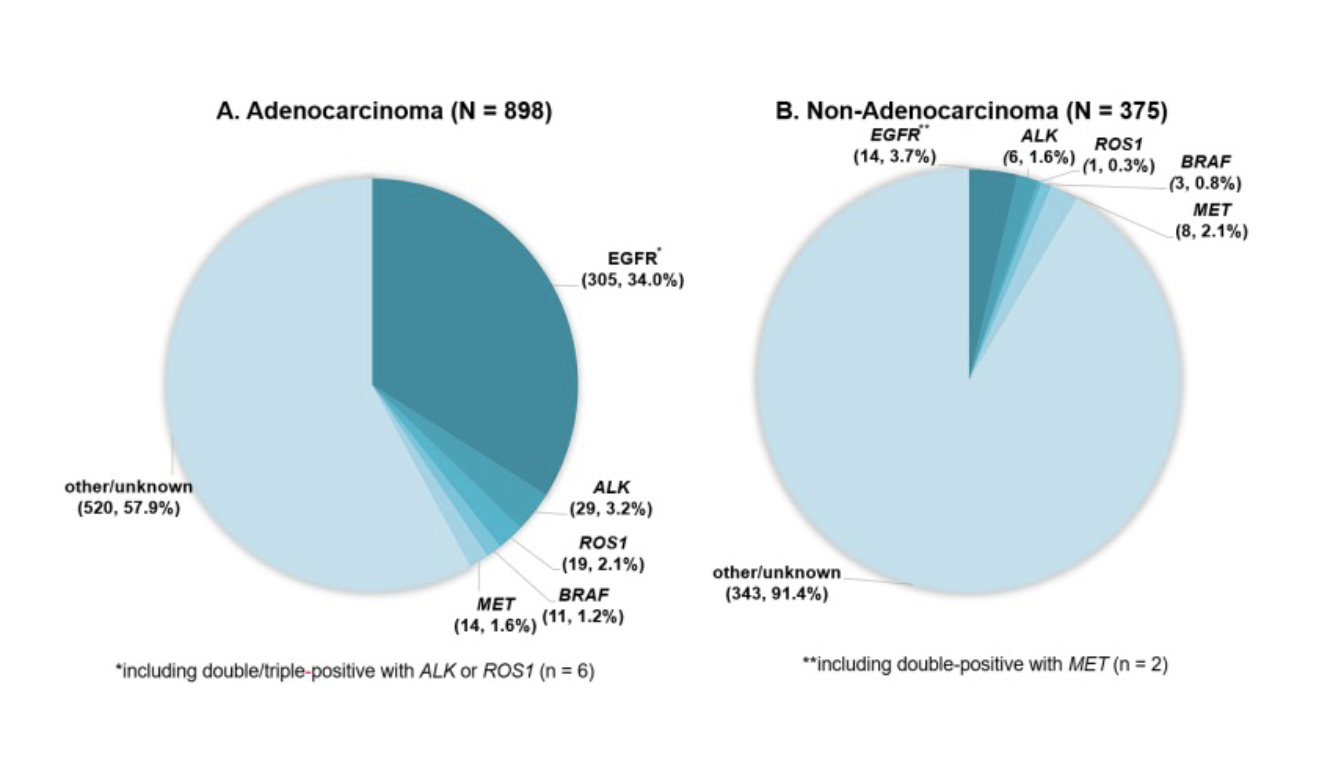 A. Adenocarcinoma (N = 898)
EGFR*
(305, 34.0%)
ALK
(29, 3.2%)
ROS1
(19, 2.1%)
BRAF
(11, 1.2%)
MET
(14, 1.6%)
other/unknown
(520, 57.9%)
*including double/triple-positive with ALK or ROS1 (n = 6)
B. Non-Adenocarcinoma (N = 375)
EGFR**
(14, 3.7%)
ALK
(6, 1.6%)
ROS1
(1, 0.3%)
BRAF
(3, 0.8%)
MET
(8, 2.1%)
other/unknown
(343, 91.4%)
**including double-positive with MET (n = 2)